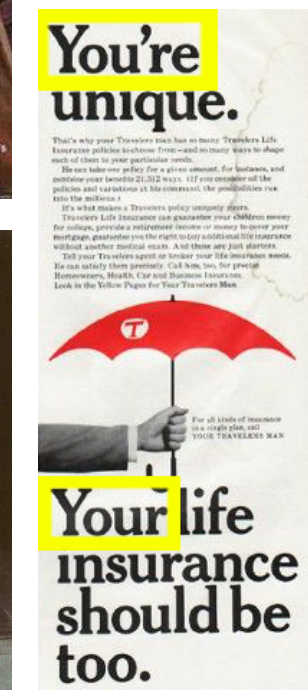 You're
unique.
That's why your Travelers man has so many Travelers Life
Insurance policies to choose from—and so many ways to shape
each of them to your particular needs.
He can take one policy for a given amount, for instance, and
combine your benefits 21,312 ways. (If you consider all the
policies and variations at his command, the possibilities run
into the millions.)
It's what makes a Travelers policy uniquely yours.
Travelers Life Insurance can guarantee your children money
for college, provide a retirement income or money to cover your
mortgage, guarantee you the right to buy additional life insurance
without another medical exam. And these are just starters.
Tell your Travelers agent or broker your life insurance needs.
He can satisfy them precisely. Call him, too, for precise
Homeowners, Health, Car and Business Insurance.
Look in the Yellow Pages for Your Travelers Man.
T
For all kinds of insurance
in a single plan, call
YOUR TRAVELERS MAN
Your life
insurance
should be
too.